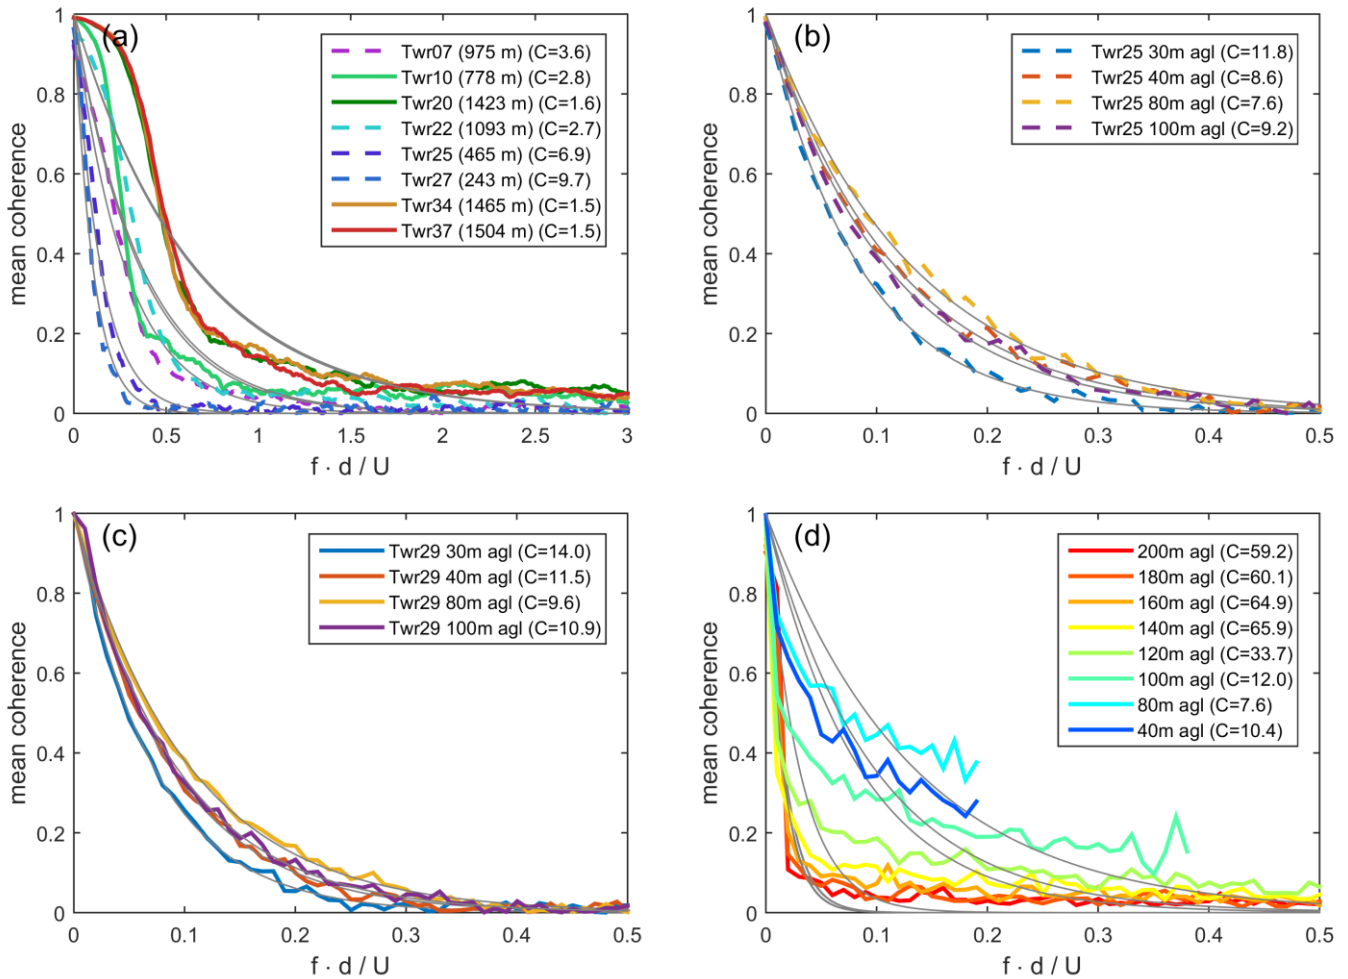 (a)
mean coherence
1
0.8
0.6
0.4
0.2
0
Twr07 (975 m) (C=3.6)
Twr10 (778 m) (C=2.8)
Twr20 (1423 m) (C=1.6)
Twr22 (1093 m) (C=2.7)
Twr25 (465 m) (C=6.9)
Twr27 (243 m) (C=9.7)
Twr34 (1465 m) (C=1.5)
Twr37 (1504 m) (C=1.5)
0 0.5 1 1.5 2 2.5 3
f · d / U
(b)
mean coherence
1
0.8
0.6
0.4
0.2
0
Twr25 30m agl (C=11.8)
Twr25 40m agl (C=8.6)
Twr25 80m agl (C=7.6)
Twr25 100m agl (C=9.2)
0 0.1 0.2 0.3 0.4 0.5
f · d / U
(c)
mean coherence
1
0.8
0.6
0.4
0.2
0
Twr29 30m agl (C=14.0)
Twr29 40m agl (C=11.5)
Twr29 80m agl (C=9.6)
Twr29 100m agl (C=10.9)
0 0.1 0.2 0.3 0.4 0.5
f · d / U
(d)
mean coherence
1
0.8
0.6
0.4
0.2
0
200m agl (C=59.2)
180m agl (C=60.1)
160m agl (C=64.9)
140m agl (C=65.9)
120m agl (C=33.7)
100m agl (C=12.0)
80m agl (C=7.6)
40m agl (C=10.4)
0 0.1 0.2 0.3 0.4 0.5
f · d / U